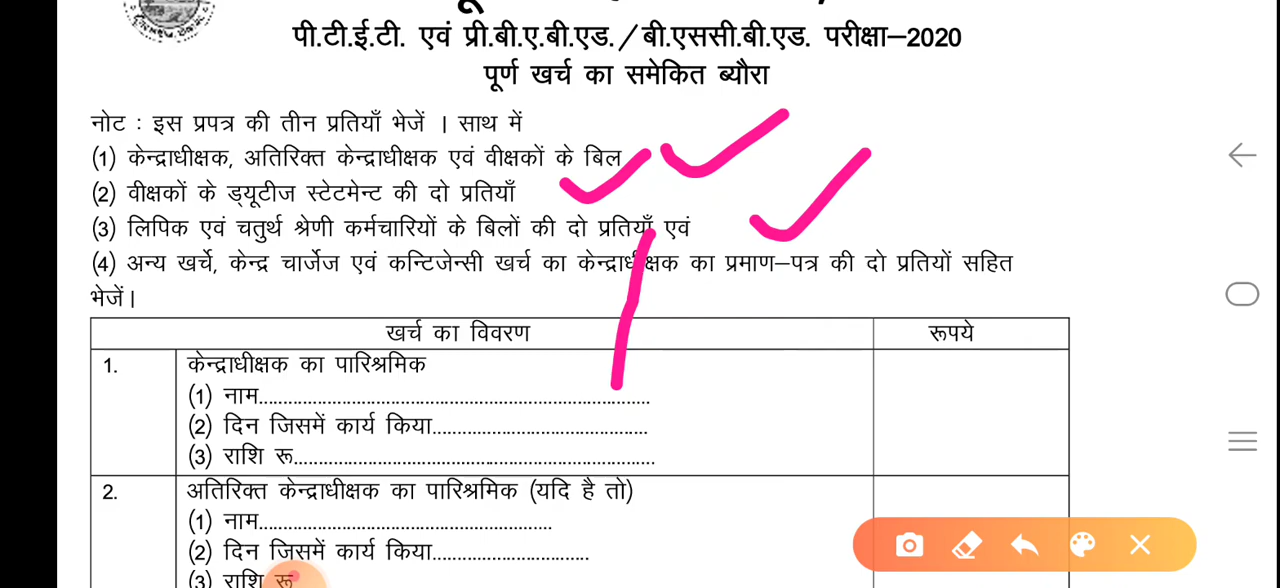 पी.टी.ई.टी. एवं प्री.बी.ए.बी.एड./बी.एससी.बी.एड. परीक्षा–2020
पूर्ण खर्च का समेकित ब्यौरा
नोट : इस प्रपत्र की तीन प्रतियाँ भेजें । साथ में
(1) केन्द्राधीक्षक, अतिरिक्त केन्द्राधीक्षक एवं वीक्षकों के बिल
(2) वीक्षकों के ड्यूटीज स्टेटमेन्ट की दो प्रतियाँ
(3) लिपिक एवं चतुर्थ श्रेणी कर्मचारियों के बिलों की दो प्रतियाँ एवं
(4) अन्य खर्चे, केन्द्र चार्जेज एवं कन्टिजेन्सी खर्च का केन्द्राधीक्षक का प्रमाण–पत्र की दो प्रतियों सहित
भेजें।
खर्च का विवरण रूपये
1. केन्द्राधीक्षक का पारिश्रमिक
(1) नाम..........................................................................
(2) दिन जिसमें कार्य किया.........................................
(3) राशि रू....................................................................
2. अतिरिक्त केन्द्राधीक्षक का पारिश्रमिक (यदि है तो)
(1) नाम.......................................................
(2) दिन जिसमें कार्य किया..............................
(3) राशि रू